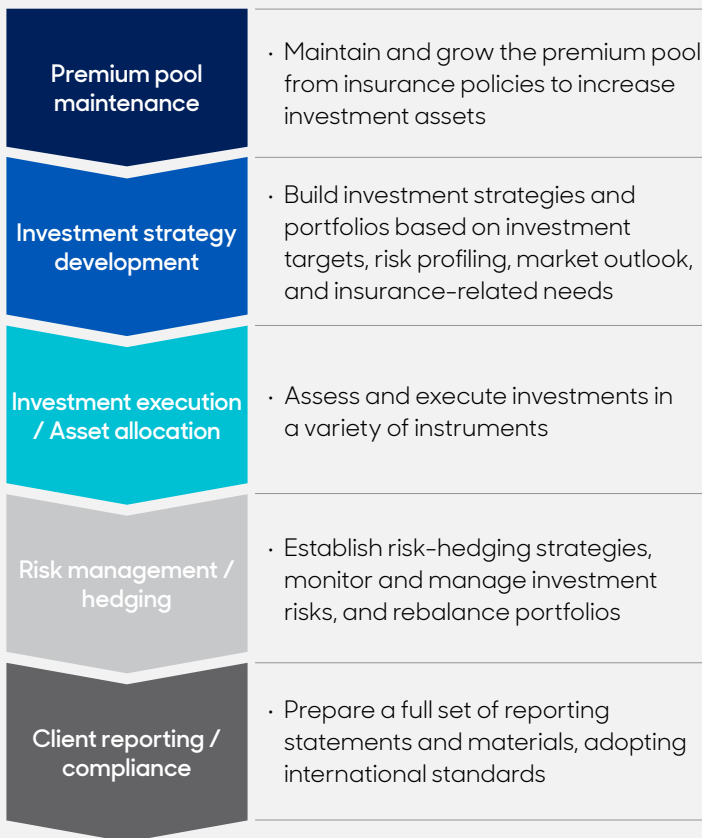 Premium pool
maintenance
· Maintain and grow the premium pool
from insurance policies to increase
investment assets
Investment strategy
development
· Build investment strategies and
portfolios based on investment
targets, risk profiling, market outlook,
and insurance-related needs
Investment execution
/ Asset allocation
· Assess and execute investments in
a variety of instruments
Risk management /
hedging
· Establish risk-hedging strategies,
monitor and manage investment
risks, and rebalance portfolios
Client reporting /
compliance
· Prepare a full set of reporting
statements and materials, adopting
international standards